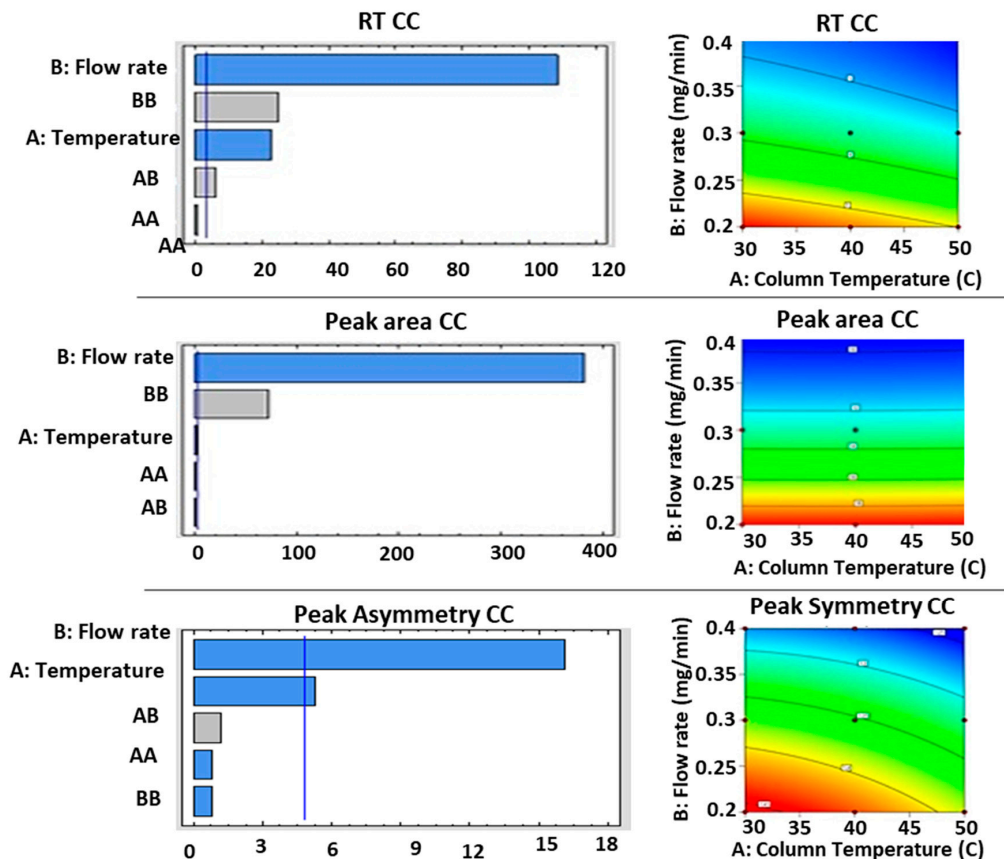 RT CC
B: Flow rate
BB
A: Temperature
AB
AA
AA
0 20 40 60 80 100 120
RT CC
B: Flow rate (mg/min)
0.4
0.35
0.3
0.25
0.2
30 35 40 45 50
A: Column Temperature (C)
Peak area CC
B: Flow rate
BB
A: Temperature
AA
AB
0 100 200 300 400
Peak area CC
B: Flow rate (mg/min)
0.4
0.35
0.3
0.25
0.2
30 35 40 45 50
A: Column Temperature (C)
Peak Asymmetry CC
B: Flow rate
A: Temperature
AB
AA
BB
0 3 6 9 12 15 18
Peak Symmetry CC
B: Flow rate (mg/min)
0.4
0.35
0.3
0.25
0.2
30 35 40 45 50
A: Column Temperature (C)